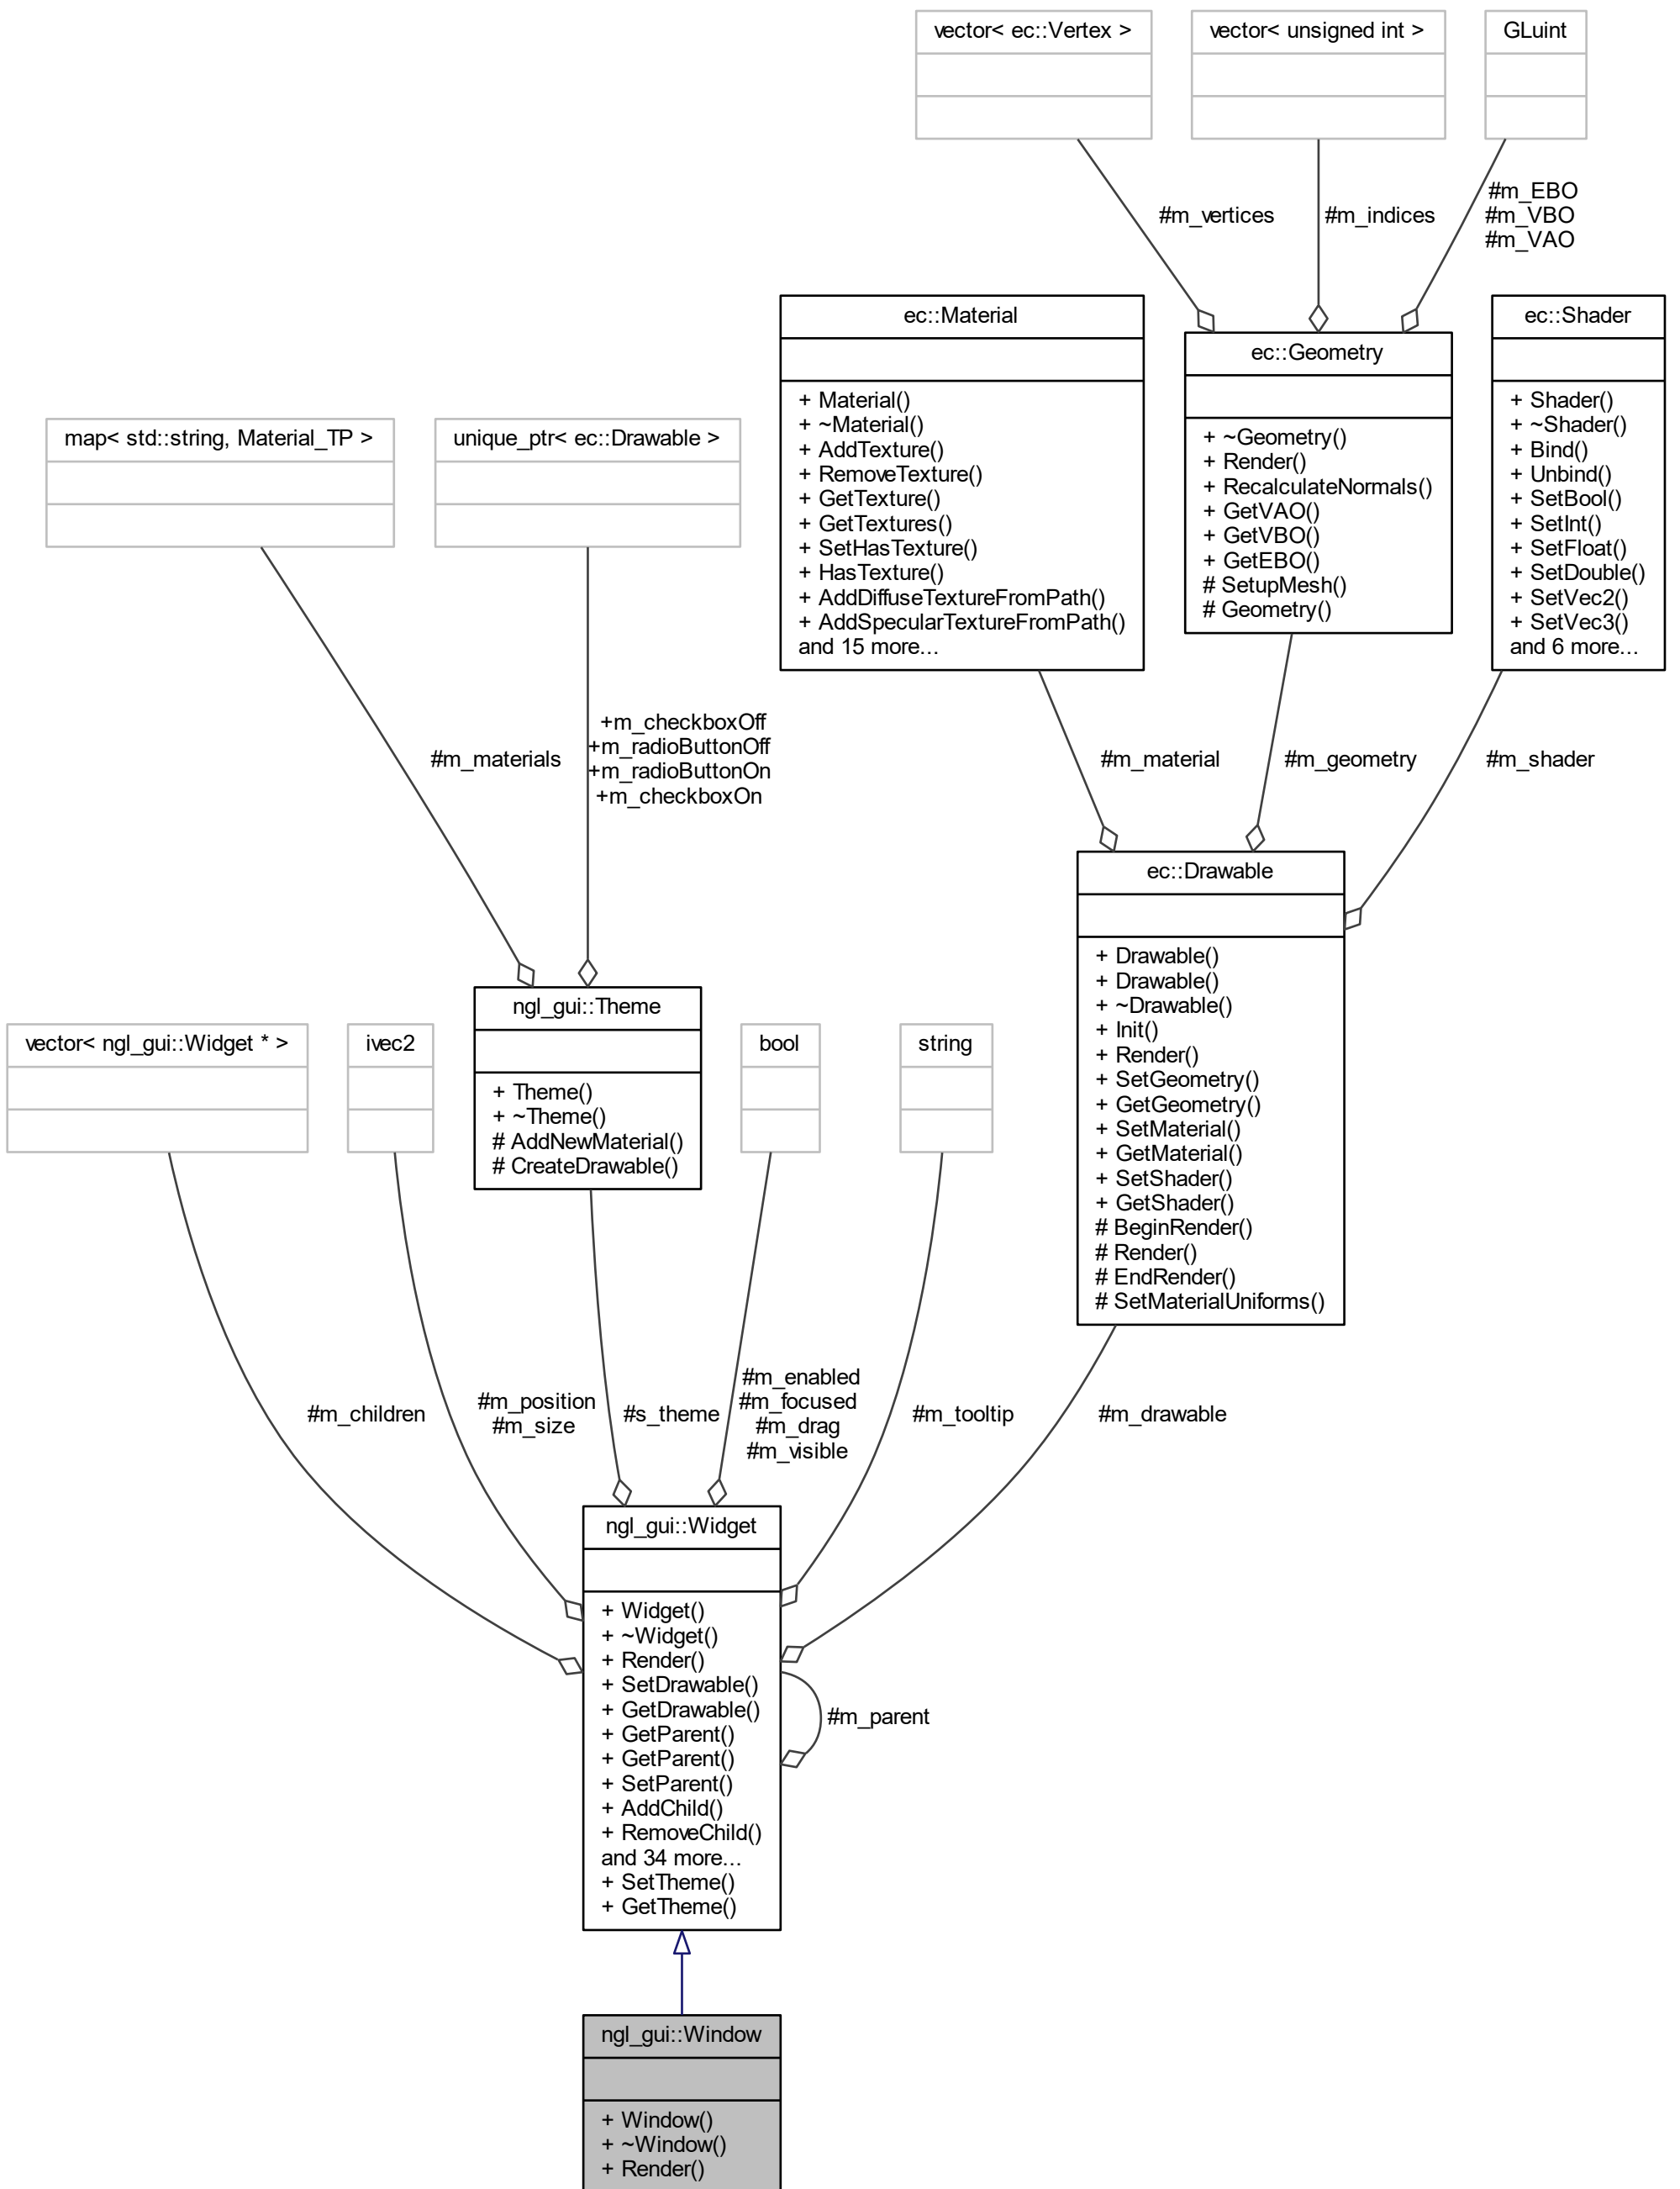 vector< ec::Vertex >
vector< unsigned int >
GLuint
#m_vertices
#m_indices
#m_EBO
#m_VBO
#m_VAO
ec::Material
+ Material()
+ ~Material()
+ AddTexture()
+ RemoveTexture()
+ GetTexture()
+ GetTextures()
+ SetHasTexture()
+ HasTexture()
+ AddDiffuseTextureFromPath()
+ AddSpecularTextureFromPath()
and 15 more...
ec::Geometry
+ ~Geometry()
+ Render()
+ RecalculateNormals()
+ GetVAO()
+ GetVBO()
+ GetEBO()
# SetupMesh()
# Geometry()
ec::Shader
+ Shader()
+ ~Shader()
+ Bind()
+ Unbind()
+ SetBool()
+ SetInt()
+ SetFloat()
+ SetDouble()
+ SetVec2()
+ SetVec3()
and 6 more...
map< std::string, Material_TP >
unique_ptr< ec::Drawable >
#m_materials
+m_checkboxOff
+m_radioButtonOff
+m_radioButtonOn
+m_checkboxOn
#m_material
#m_geometry
#m_shader
ec::Drawable
+ Drawable()
+ Drawable()
+ ~Drawable()
+ Init()
+ Render()
+ SetGeometry()
+ GetGeometry()
+ SetMaterial()
+ GetMaterial()
+ SetShader()
+ GetShader()
# BeginRender()
# Render()
# EndRender()
# SetMaterialUniforms()
vector< ngl_gui::Widget * >
ivec2
ngl_gui::Theme
+ Theme()
+ ~Theme()
# AddNewMaterial()
# CreateDrawable()
bool
string
#m_children
#m_position
#m_size
#s_theme
#m_enabled
#m_focused
#m_drag
#m_visible
#m_tooltip
#m_drawable
ngl_gui::Widget
+ Widget()
+ ~Widget()
+ Render()
+ SetDrawable()
+ GetDrawable()
+ GetParent()
+ GetParent()
+ SetParent()
+ AddChild()
+ RemoveChild()
and 34 more...
+ SetTheme()
+ GetTheme()
#m_parent
ngl_gui::Window
+ Window()
+ ~Window()
+ Render()